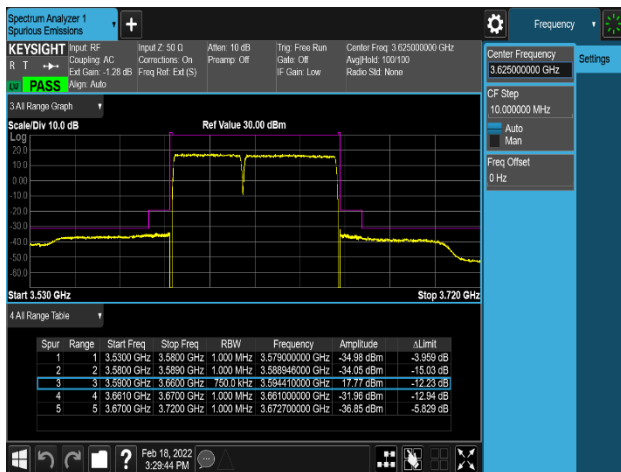 Spectrum Analyzer 1
Spurious Emissions
+
Frequency
KEYSIGHT Input: RF Input Z: 50 Ω Atten: 10 dB Trig: Free Run Center Freq: 3.625000000 GHz
R T Coupling: AC Corrections: On Preamp: Off Gate: Off Avg|Hold: 100/100
Ext Gain: -1.28 dB Freq Ref: Ext (S) IF Gain: Low Radio Std: None
PASS Align: Auto
Center Frequency
3.625000000 GHz
Settings
CF Step
10.000000 MHz
Auto
Man
Freq Offset
0 Hz
3 All Range Graph
Scale/Div 10.0 dB Ref Value 30.00 dBm
Log
20.0
10.0
0.00
-10.0
-20.0
-30.0
-40.0
-50.0
-60.0
Start 3.530 GHz Stop 3.720 GHz
4 All Range Table
Spur Range Start Freq Stop Freq RBW Frequency Amplitude ΔLimit
1 1 3.5300 GHz 3.5800 GHz 1.000 MHz 3.579000000 GHz -34.98 dBm -3.959 dB
2 2 3.5800 GHz 3.5890 GHz 1.000 MHz 3.588946000 GHz -34.05 dBm -15.03 dB
3 3 3.5900 GHz 3.6600 GHz 750.0 kHz 3.594410000 GHz 17.77 dBm -12.23 dB
4 4 3.6610 GHz 3.6700 GHz 1.000 MHz 3.661000000 GHz -31.96 dBm -12.94 dB
5 5 3.6700 GHz 3.7200 GHz 1.000 MHz 3.672700000 GHz -36.85 dBm -5.829 dB
?
Feb 18, 2022
3:29:44 PM